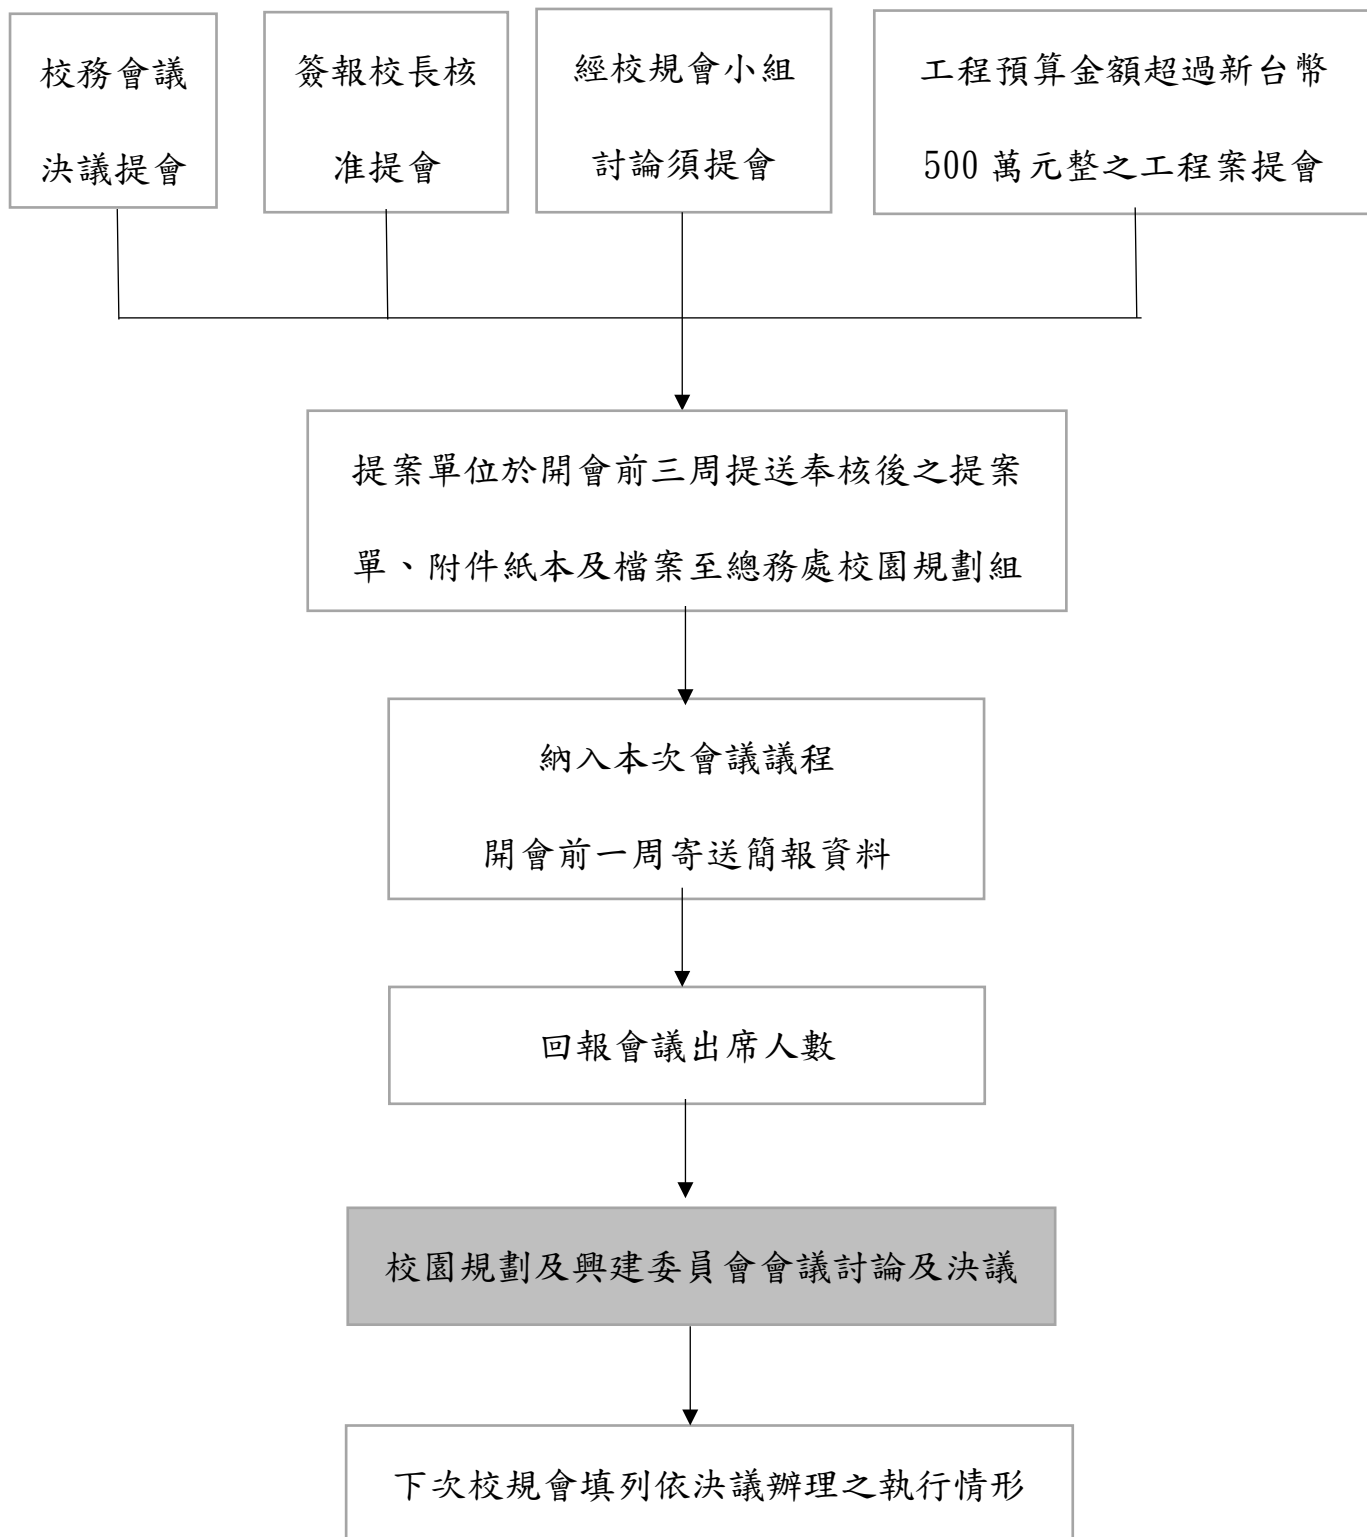 校務會議
決議提會
簽報校長核
准提會
經校規會小組
討論須提會
工程預算金額超過新台幣
500 萬元整之工程案提會
提案單位於開會前三周提送奉核後之提案
單、附件紙本及檔案至總務處校園規劃組
納入本次會議議程
開會前一周寄送簡報資料
回報會議出席人數
校園規劃及興建委員會會議討論及決議
下次校規會填列依決議辦理之執行情形